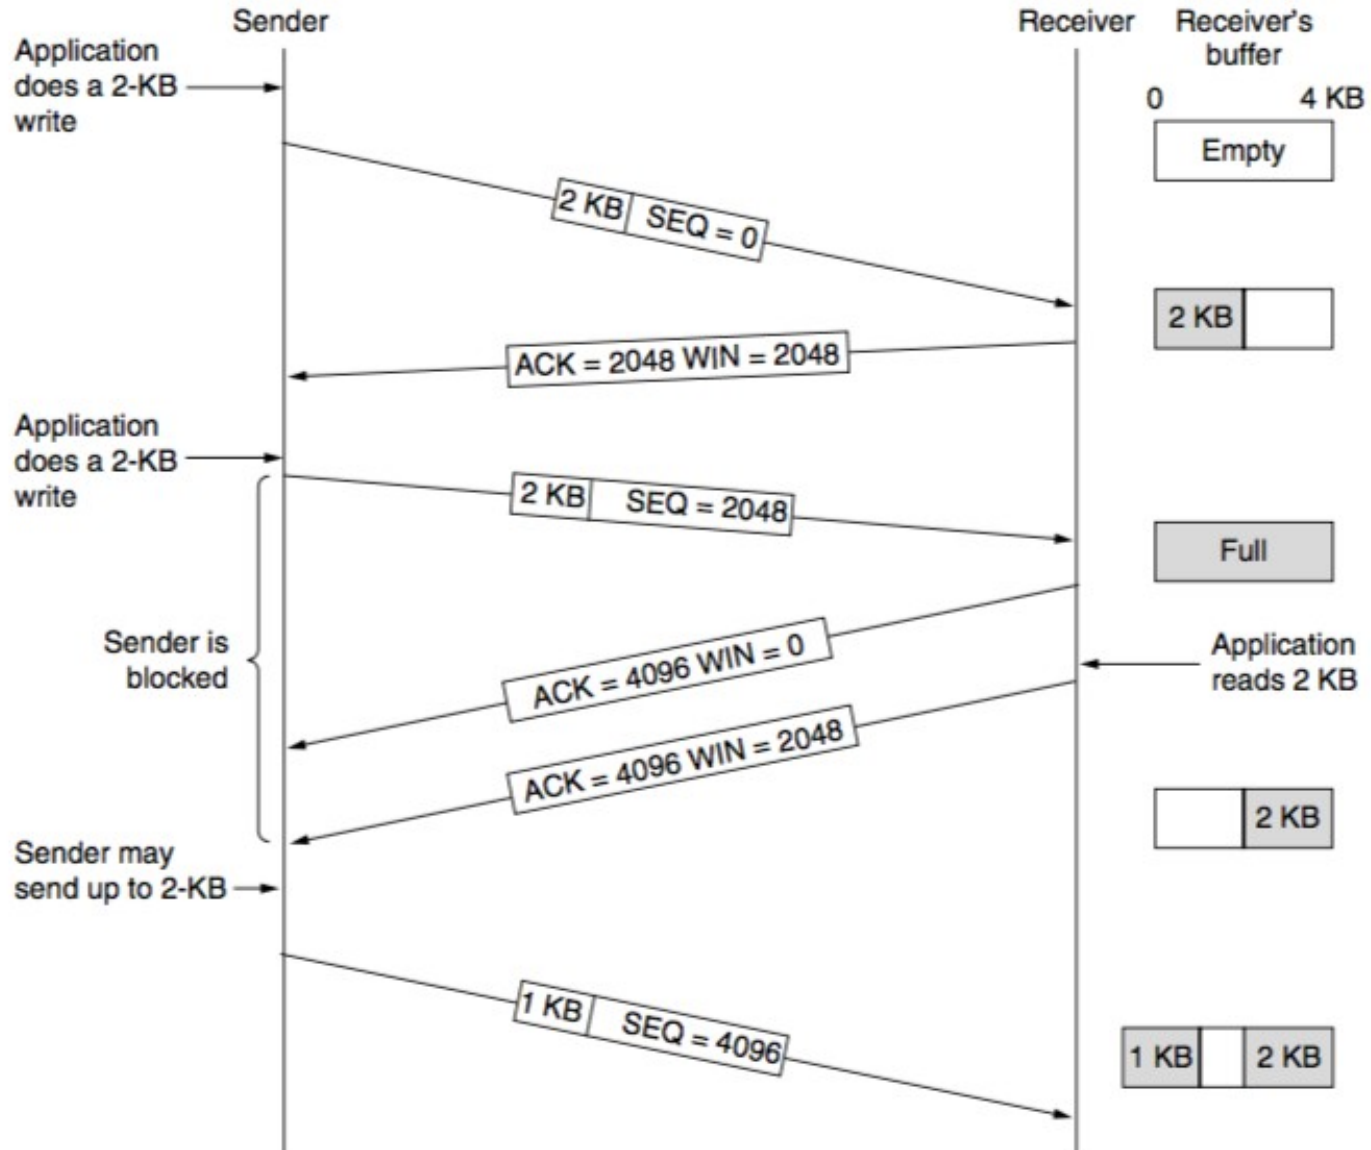 Sender
Receiver
Receiver's
buffer
Application
does a 2-KB
write
0
4 KB
Empty
2 KB
SEQ = 0
2 KB
ACK = 2048 WIN = 2048
Application
does a 2-KB
write
2 KB
SEQ = 2048
Full
Sender is
blocked
ACK = 4096 WIN = 0
Application
reads 2 KB
ACK = 4096 WIN = 2048
2 KB
Sender may
send up to 2-KB
1 KB
SEQ = 4096
1 KB
2 KB